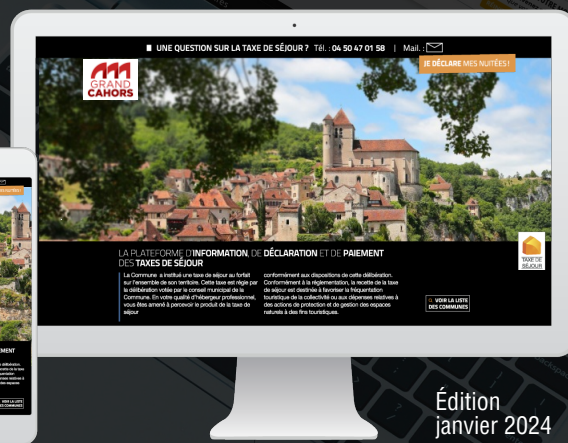 UNE QUESTION SUR LA TAXE DE SÉJOUR ? Tél. : 04 50 47 01 58 | Mail. :
JE DÉCLARE MES NUITÉES !
GRAND
CAHORS
LA PLATEFORME D'INFORMATION, DE DÉCLARATION ET DE PAIEMENT
DES TAXES DE SÉJOUR
La Commune a institué une taxe de séjour au forfait
sur l'ensemble de son territoire. Cette taxe est régie par
la délibération votée par le conseil municipal de la
Commune. En votre qualité d'hébergeur professionnel,
vous êtes amené à percevoir le produit de la taxe de
séjour
conformément aux dispositions de cette délibération.
Conformément à la réglementation, la recette de la taxe
de séjour est destinée à favoriser la fréquentation
touristique de la collectivité ou aux dépenses relatives à
des actions de protection et de gestion des espaces
naturels à des fins touristiques.
TAXE DE
SÉJOUR
VOIR LA LISTE
DES COMMUNES
Édition
janvier 2024